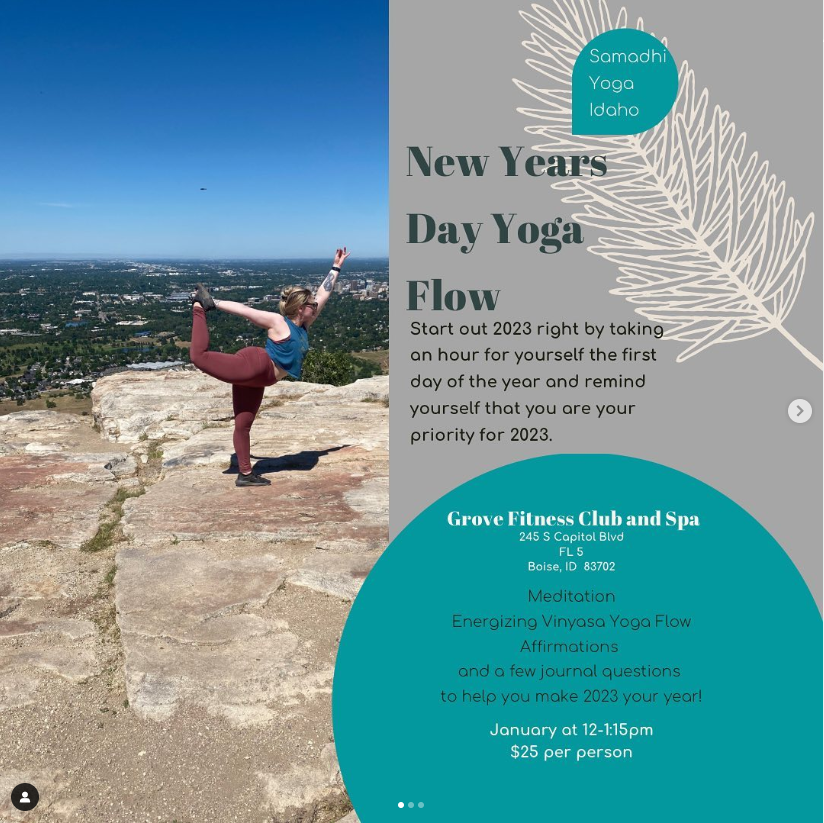 Samadhi
Yoga
Idaho
New Years
Day Yoga
Flow
Start out 2023 right by taking
an hour for yourself the first
day of the year and remind
yourself that you are your
priority for 2023.
Grove Fitness Club and Spa
245 S Capitol Blvd
FL 5
Boise, ID 83702
Meditation
Energizing Vinyasa Yoga Flow
Affirmations
and a few journal questions
to help you make 2023 your year!
January at 12-1:15pm
$25 per person